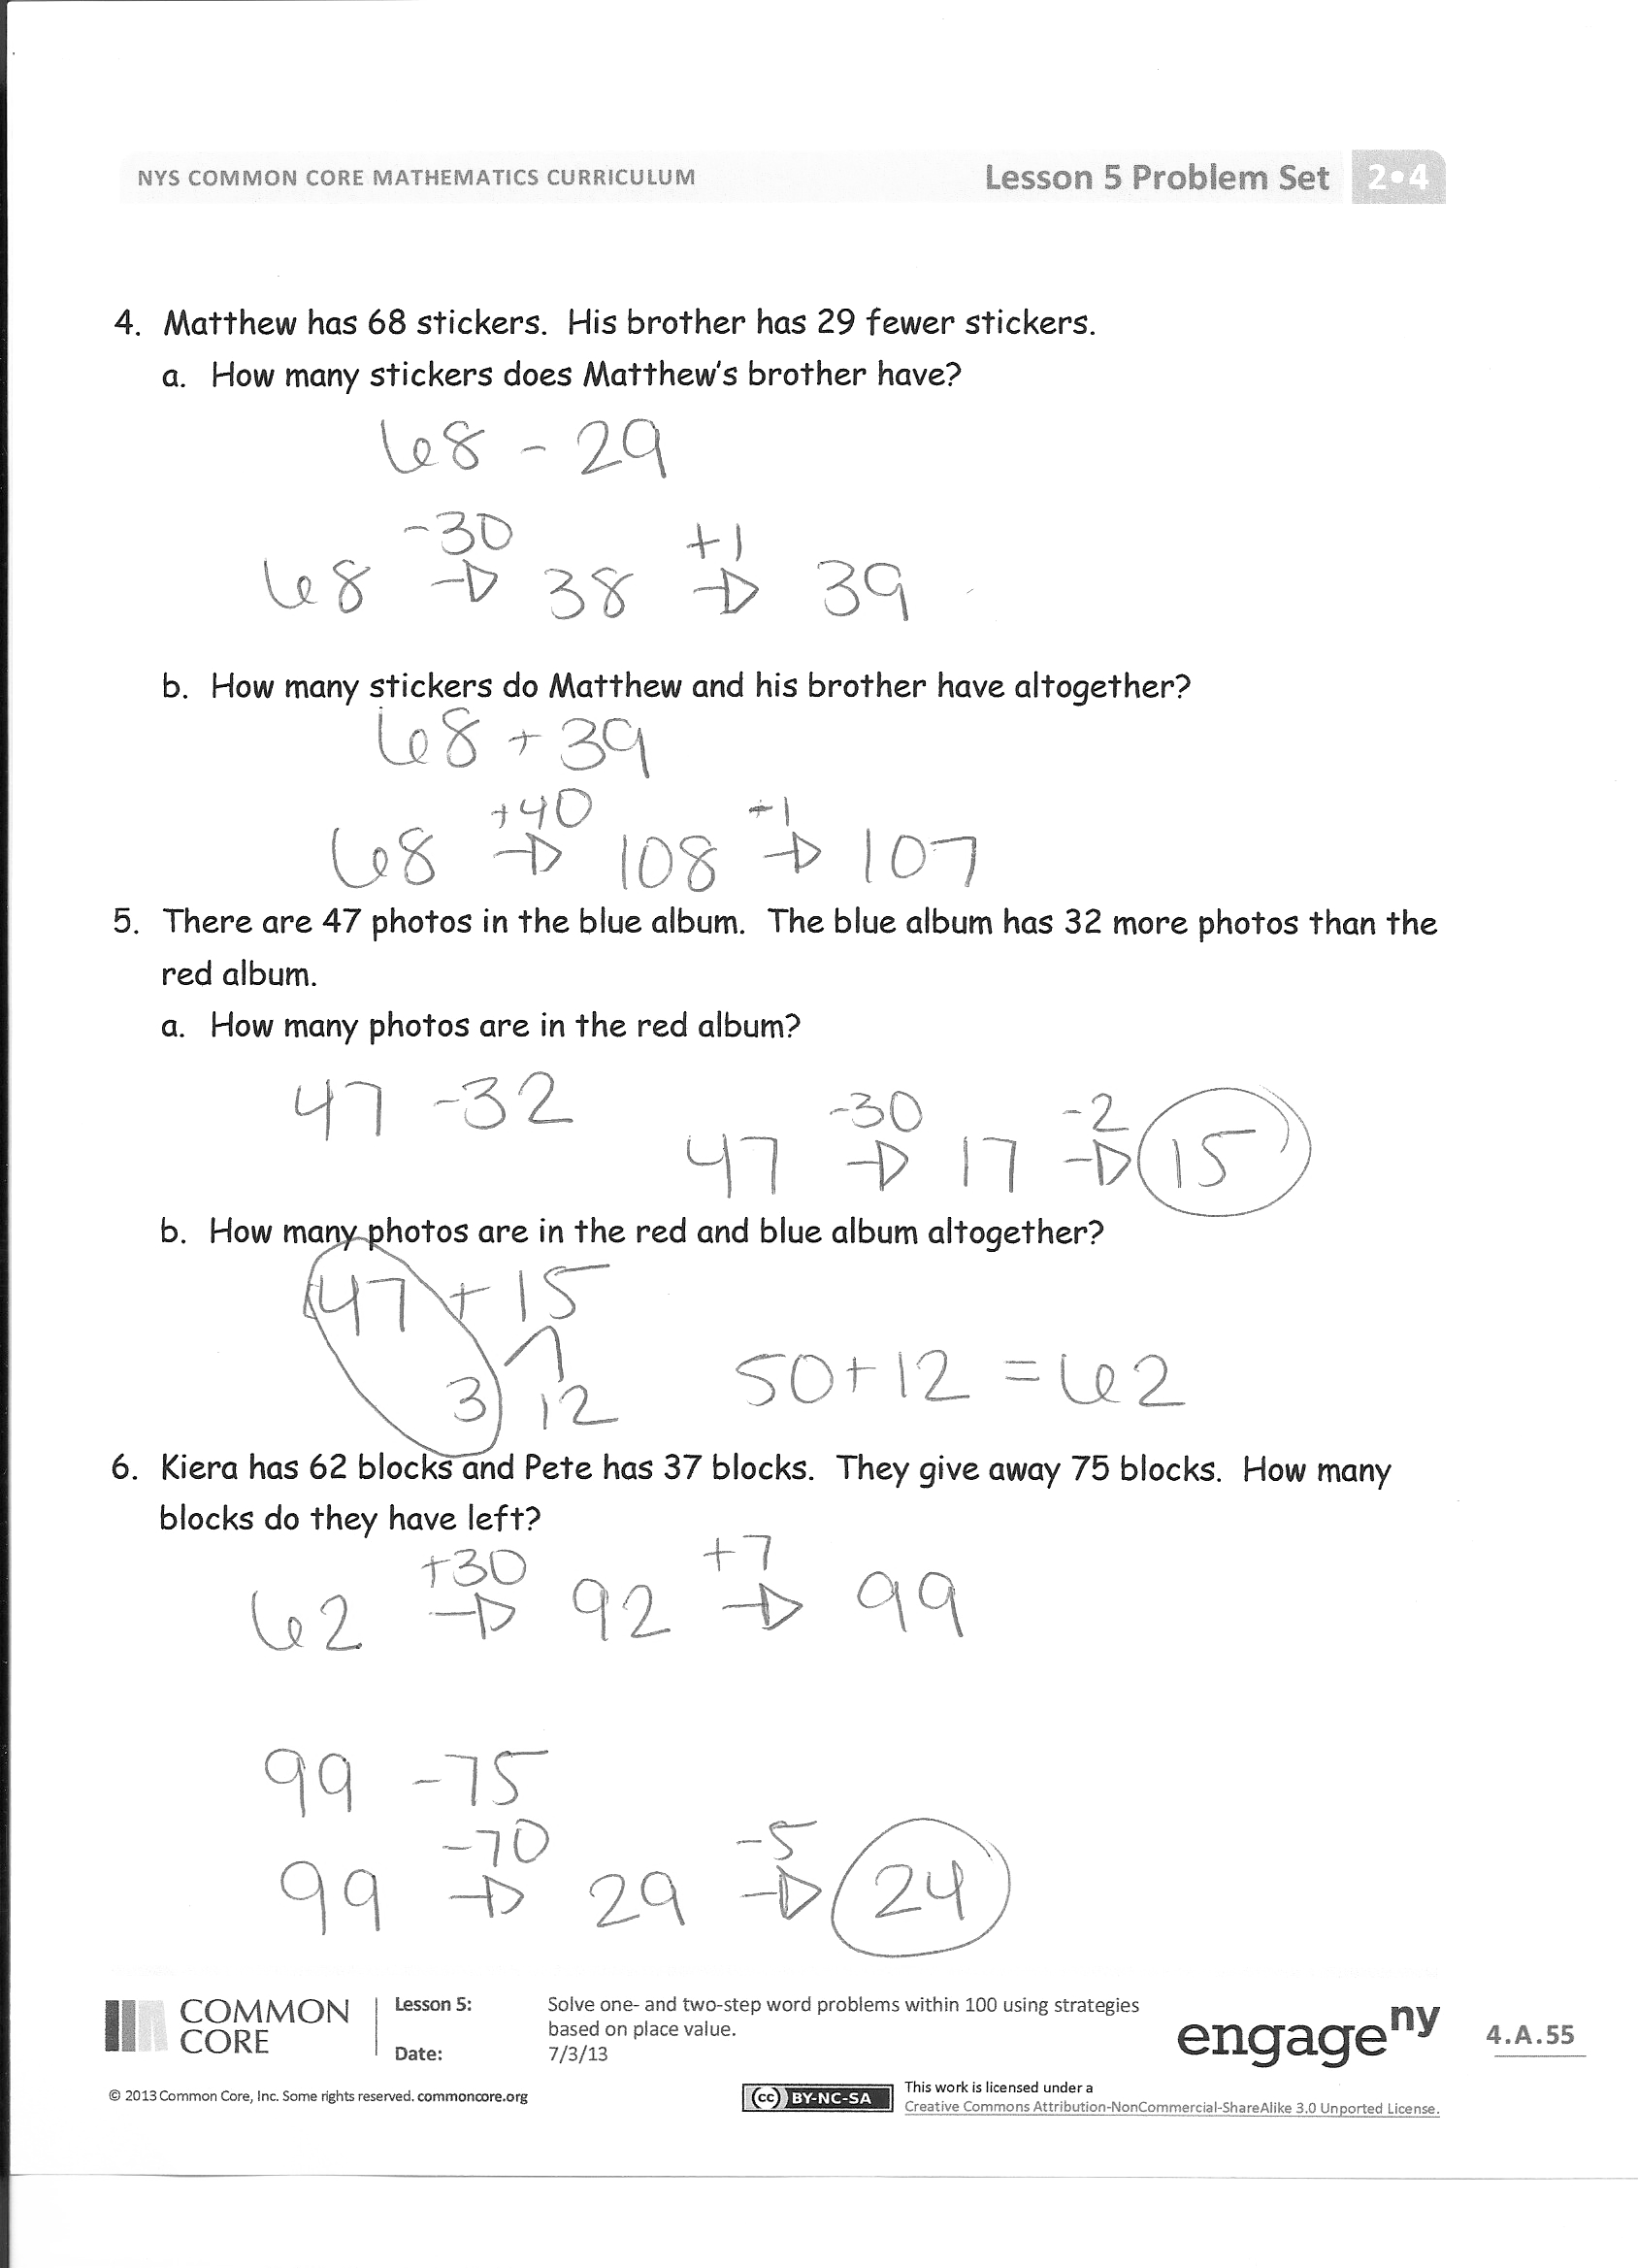 NYS COMMON CORE MATHEMATICS CURRICULUM Lesson 5 Problem Set 2•4
4. Matthew has 68 stickers. His brother has 29 fewer stickers.
a. How many stickers does Matthew's brother have?
68 - 29
-30 +1
68 → 38 → 39
b. How many stickers do Matthew and his brother have altogether?
68 + 39
+40 +1
68 → 108 → 107
5. There are 47 photos in the blue album. The blue album has 32 more photos than the
red album.
a. How many photos are in the red album?
47 -32
-30 -2
47 → 17 → 15
b. How many photos are in the red and blue album altogether?
47 + 15
3 12 50+12 =62
6. Kiera has 62 blocks and Pete has 37 blocks. They give away 75 blocks. How many
blocks do they have left?
+30 +7
62 → 92 → 99
99 -75
-70 -5
99 → 29 → 24
COMMON CORE
Lesson 5: Solve one- and two-step word problems within 100 using strategies
based on place value.
Date: 7/3/13
engage ny 4.A.55
© 2013 Common Core, Inc. Some rights reserved. commoncore.org
cc BY-NC-SA
This work is licensed under a
Creative Commons Attribution-NonCommercial-ShareAlike 3.0 Unported License.